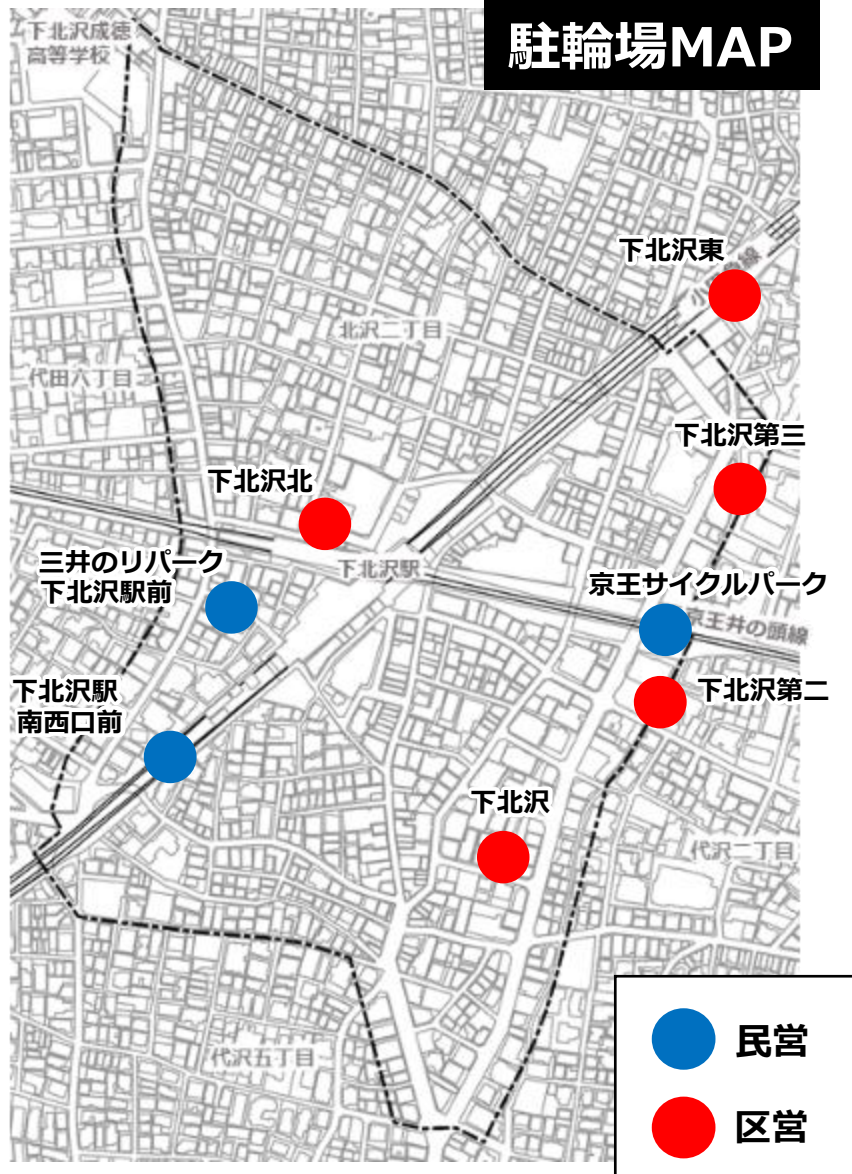 駐輪場MAP
下北沢成徳
高等学校
下北沢東
北沢二丁目
代田六丁目
下北沢第三
下北沢北
三井のリパーク
下北沢駅前
下北沢駅
京王サイクルパーク
京王井の頭線
下北沢駅
南西口前
下北沢第二
下北沢
代沢二丁目
代沢五丁目
民営
区営